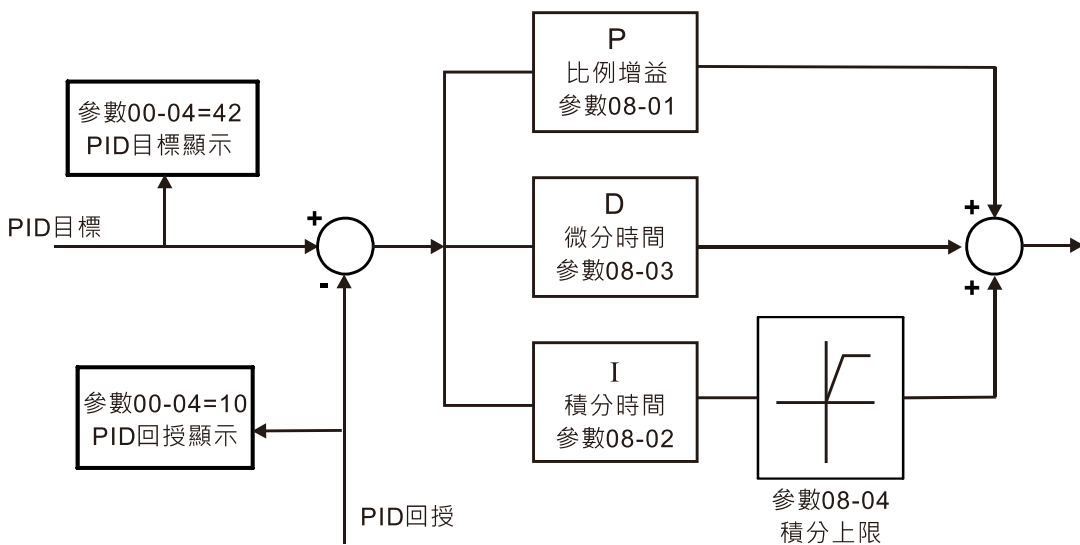 P
比例增益
參數08-01
參數00-04=42
PID目標顯示
PID目標
+
-
D
微分時間
參數08-03
+
+
I
積分時間
參數08-02
參數00-04=10
PID回授顯示
PID回授
參數08-04
積分上限